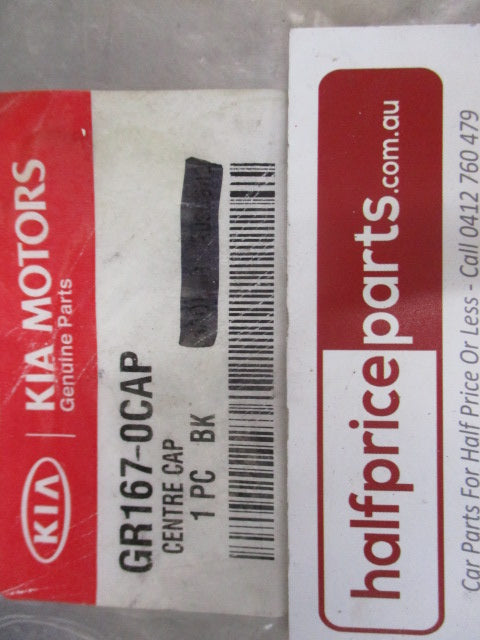 KIA
KIA MOTORS
Genuine Parts
GR167-0CAP
CENTRE CAP
1 PC BK
halfpriceparts.com.au
Car Parts For Half Price Or Less - Call 0412 760 479